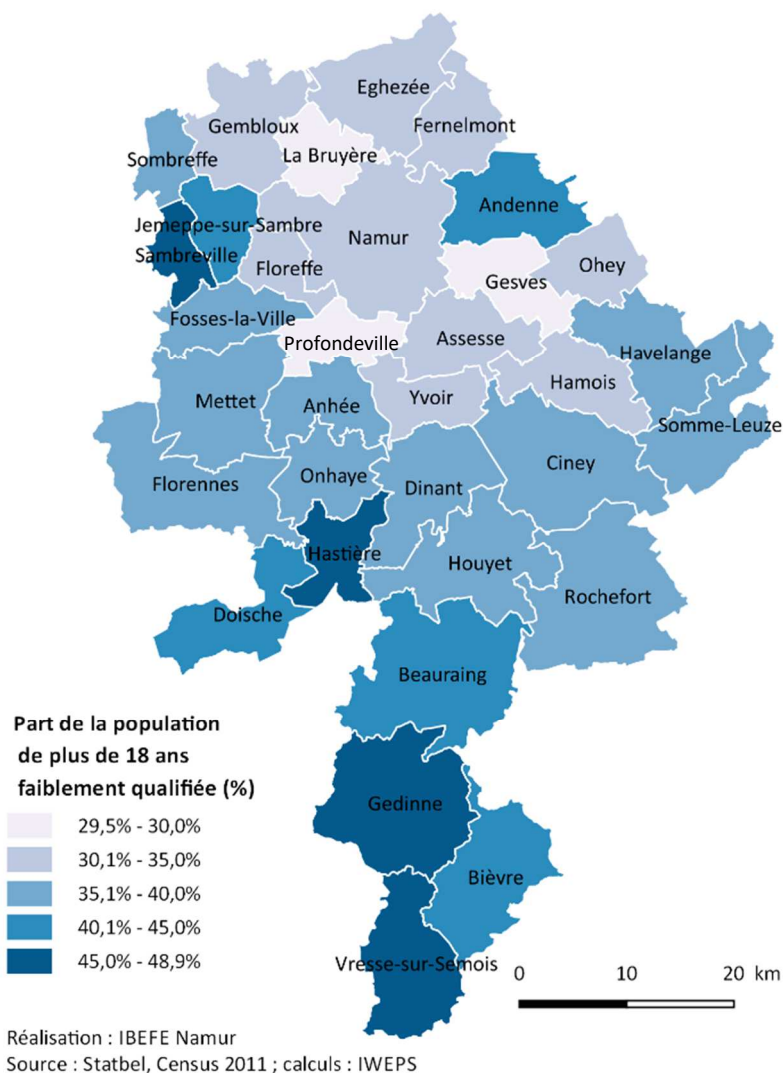 Eghezée
Gembloux
Fernelmont
La Bruyère
Sombreffe
Andenne
Jemeppe-sur-Sambre
Namur
Sambreville
Floreffe
Ohey
Gesves
Fosses-la-Ville
Profondeville
Assesse
Havelange
Hamois
Mettet
Anhée
Yvoir
Somme-Leuze
Ciney
Onhaye
Florennes
Dinant
Hastière
Houyet
Rochefort
Doische
Beauraing
Part de la population
de plus de 18 ans
faiblement qualifiée (%)
29,5% - 30,0%
30,1% - 35,0%
35,1% - 40,0%
40,1% - 45,0%
45,0% - 48,9%
Gedinne
Bièvre
Vresse-sur-Semois
0 10 20 km
Réalisation : IBEFE Namur
Source : Statbel, Census 2011 ; calculs : IWEPS